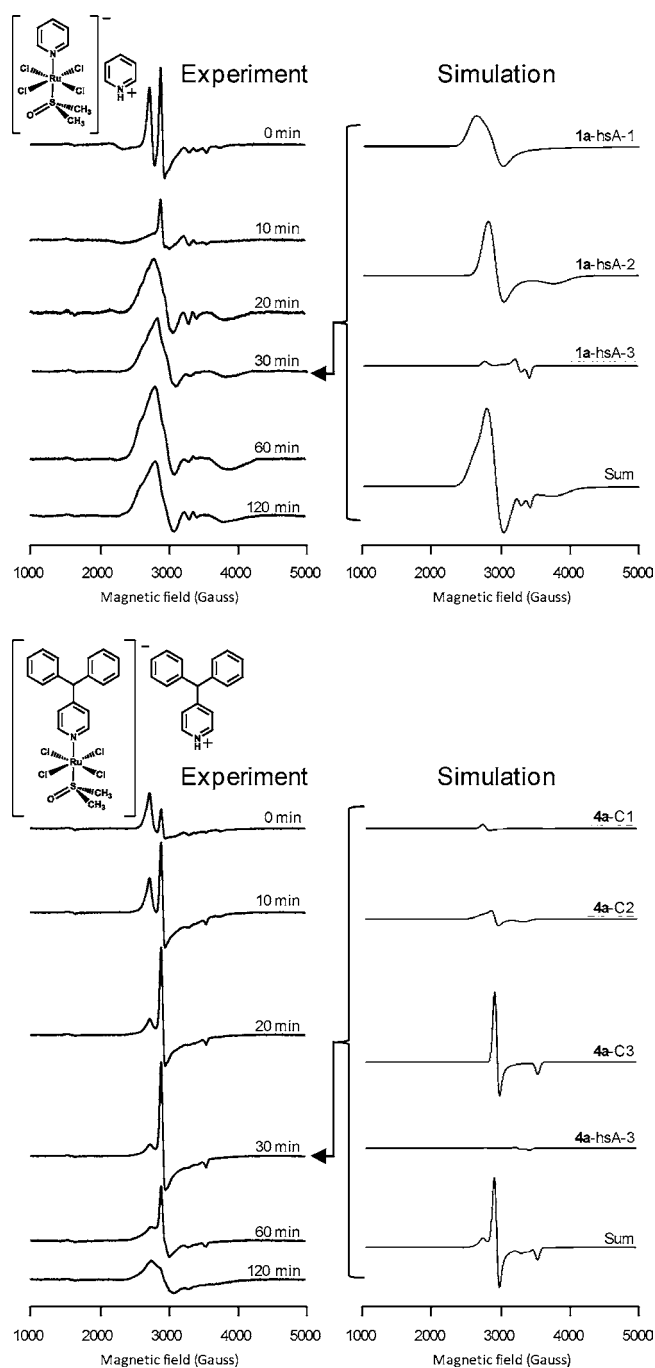 −
N
Cl
Cl
Ru
Cl
Cl
S
O
CH3
CH3
N
H
+
Experiment
Simulation
0 min
10 min
20 min
30 min
60 min
120 min
1a-hsA-1
1a-hsA-2
1a-hsA-3
Sum
1000 2000 3000 4000 5000
1000 2000 3000 4000 5000
Magnetic field (Gauss)
Magnetic field (Gauss)
−
N
Cl
Cl
Ru
Cl
Cl
S
O
CH3
CH3
N
H
+
Experiment
Simulation
0 min
10 min
20 min
30 min
60 min
120 min
4a-C1
4a-C2
4a-C3
4a-hsA-3
Sum
1000 2000 3000 4000 5000
1000 2000 3000 4000 5000
Magnetic field (Gauss)
Magnetic field (Gauss)